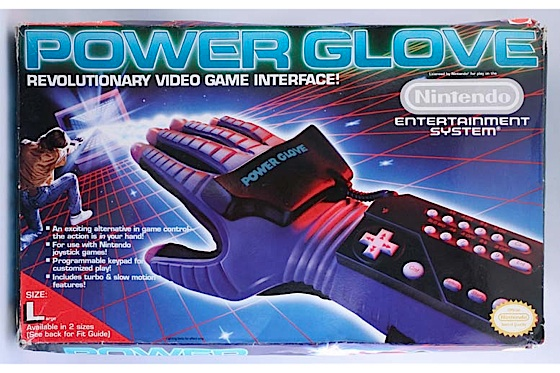 POWER GLOVE
REVOLUTIONARY VIDEO GAME INTERFACE!
Licensed by Nintendo® for play on the
Nintendo
ENTERTAINMENT
SYSTEM®
POWER GLOVE
▪ An exciting alternative in game control-
the action is in your hand!
▪ For use with Nintendo
joystick games!
▪ Programmable keypad for
customized play!
▪ Includes turbo & slow motion
features!
SIZE:
Large
Available in 2 sizes
(See back for Fit Guide)
POWER